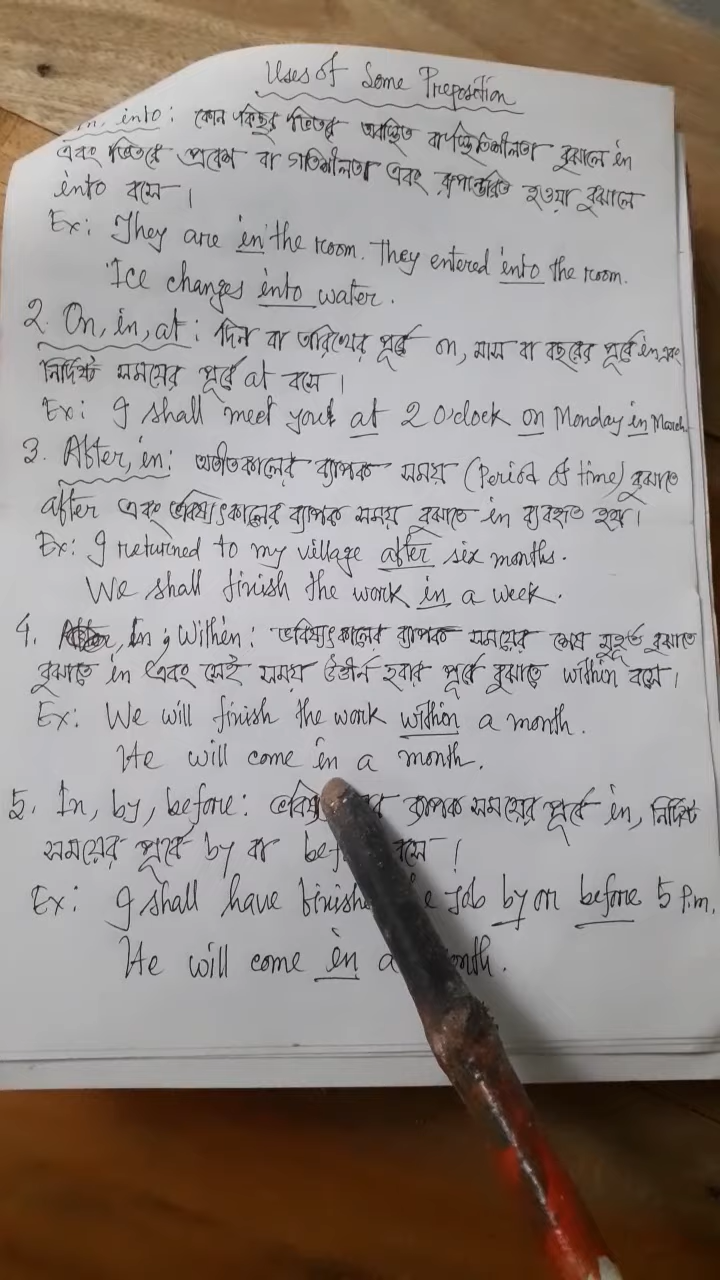 Uses of Some Preposition
in, into: কোন কিছুর ভিতরে অবস্থিত বা স্থিতিশীলতা বুঝালে in
এবং ভিতরে প্রবেশ বা গতিশীলতা এবং রূপান্তরিত হওয়া বুঝালে
into বসে।
Ex: They are in the room. They entered into the room.
Ice changes into water.
2. On, in, at: দিন বা তারিখের পূর্বে on, মাস বা বছরের পূর্বে in এবং
নির্দিষ্ট সময়ের পূর্বে at বসে।
Ex: I shall meet you at 2 O'clock on Monday in March.
3. After, in: অতীতকালের ব্যাপক সময় (Period of time) বুঝাতে
after এবং ভবিষ্যৎকালের ব্যাপক সময় বুঝাতে in ব্যবহৃত হয়।
Ex: I returned to my village after six months.
We shall finish the work in a week.
4. In; Within: ভবিষ্যৎকালের ব্যাপক সময়ের শেষ মুহূর্ত বুঝাতে
বুঝাতে in এবং সেই সময় উত্তীর্ন হবার পূর্বে বুঝাতে within বসে।
Ex: We will finish the work within a month.
He will come in a month.
5. In, by, before: ব্যাপক সময়ের পূর্বে in, নির্দিষ্ট
সময়ের পূর্বে by বা বসে।
Ex: I shall have job by or before 5 P.m.
He will come in a